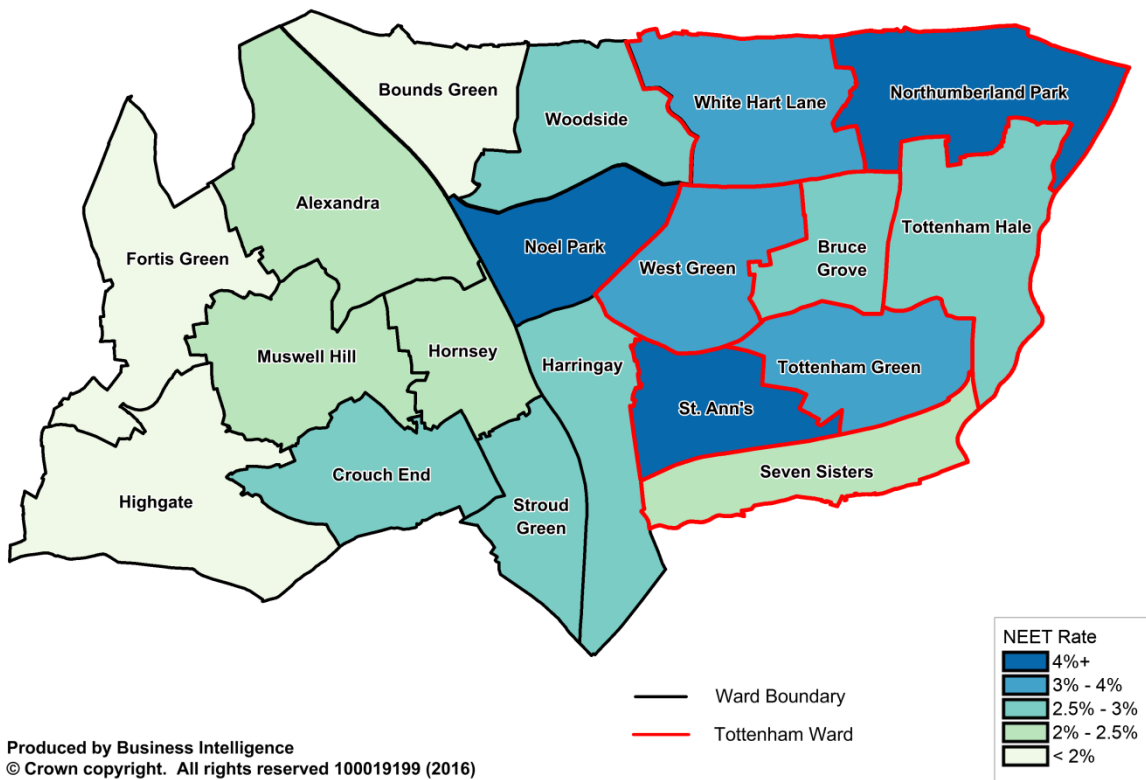 Bounds Green
Woodside
White Hart Lane
Northumberland Park
Alexandra
Noel Park
West Green
Bruce
Grove
Tottenham Hale
Fortis Green
Muswell Hill
Hornsey
Harringay
Tottenham Green
St. Ann's
Seven Sisters
Crouch End
Highgate
Stroud
Green
NEET Rate
4%+
3% - 4%
2.5% - 3%
2% - 2.5%
< 2%
Ward Boundary
Tottenham Ward
Produced by Business Intelligence
© Crown copyright. All rights reserved 100019199 (2016)